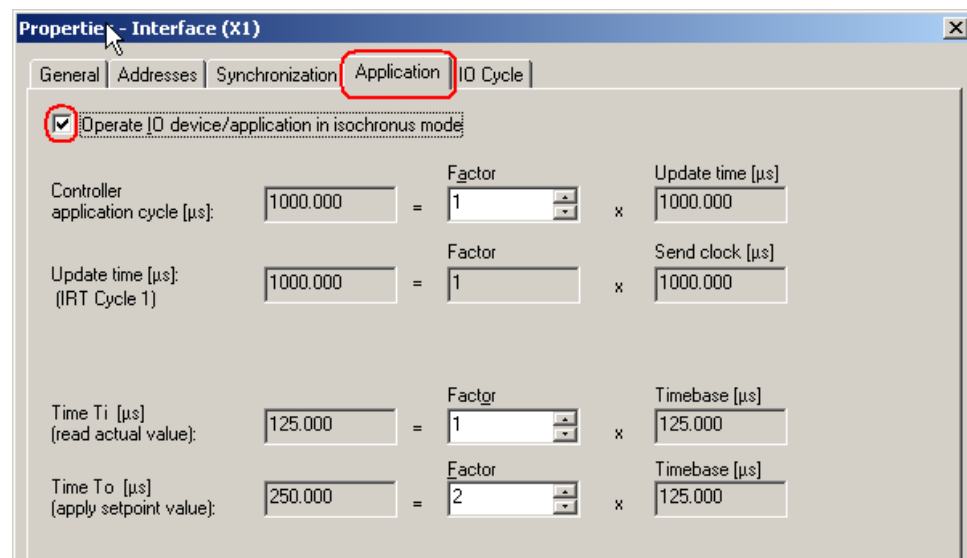 Properties - Interface (X1)
General Addresses Synchronization Application IO Cycle
Operate IO device/application in isochronus mode
Factor Update time [µs]
Controller
application cycle [µs]: 1000.000 = 1 x 1000.000
Factor Send clock [µs]
Update time [µs]: 1000.000 = 1 x 1000.000
(IRT Cycle 1)
Factor Timebase [µs]
Time Ti [µs]
(read actual value): 125.000 = 1 x 125.000
Factor Timebase [µs]
Time To [µs]
(apply setpoint value): 250.000 = 2 x 125.000